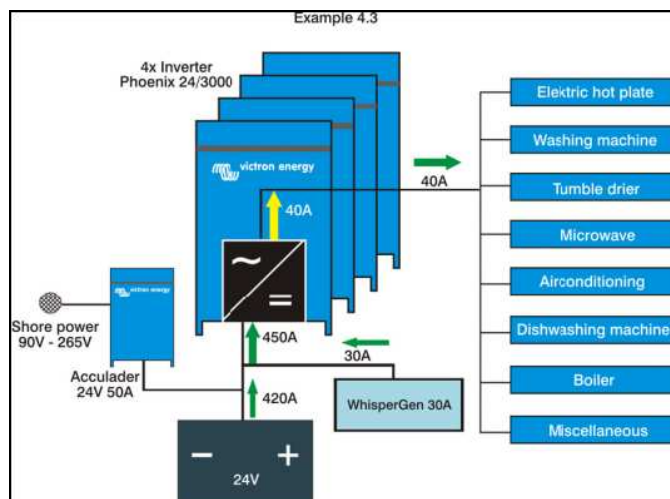 Example 4.3
4x Inverter
Phoenix 24/3000
victron energy
40A
40A
Elektric hot plate
Washing machine
Tumble drier
Microwave
Airconditioning
Dishwashing machine
Boiler
Miscellaneous
victron energy
Shore power
90V - 265V
Acculader
24V 50A
450A
30A
420A
WhisperGen 30A
24V